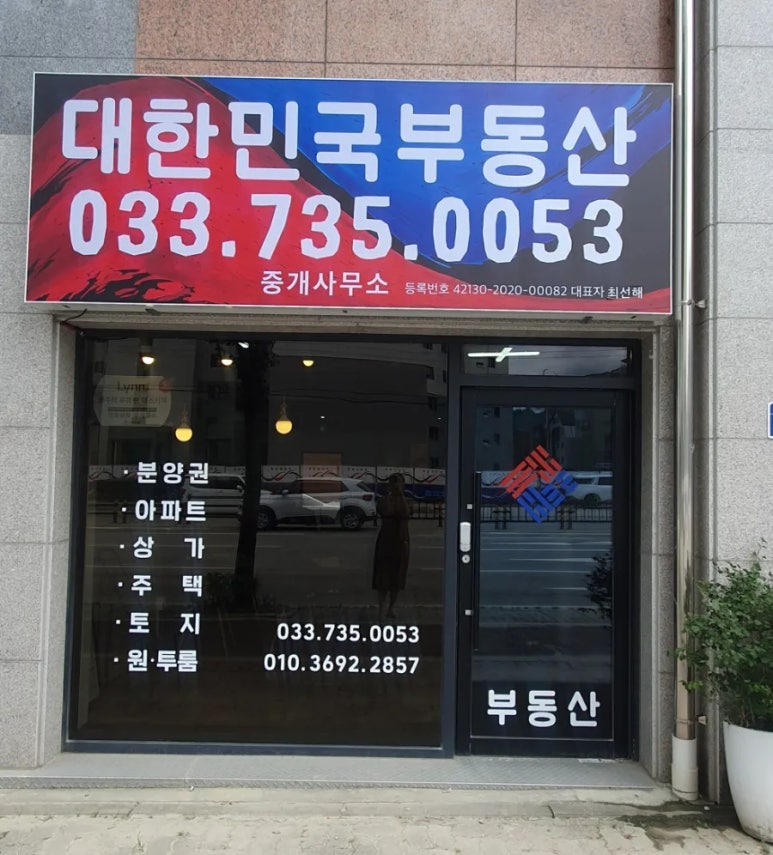 대한민국부동산
033.735.0053
중개사무소 등록번호 42130-2020-00082 대표자 최선해
Lynn
· 분양권
· 아파트
· 상 가
· 주 택
· 토 지
· 원·투룸
033.735.0053
010.3692.2857
부동산